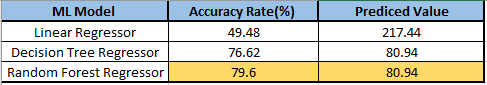 ML Model Accuracy Rate(%) Prediced Value
Linear Regressor 49.48 217.44
Decision Tree Regressor 76.62 80.94
Random Forest Regressor 79.6 80.94